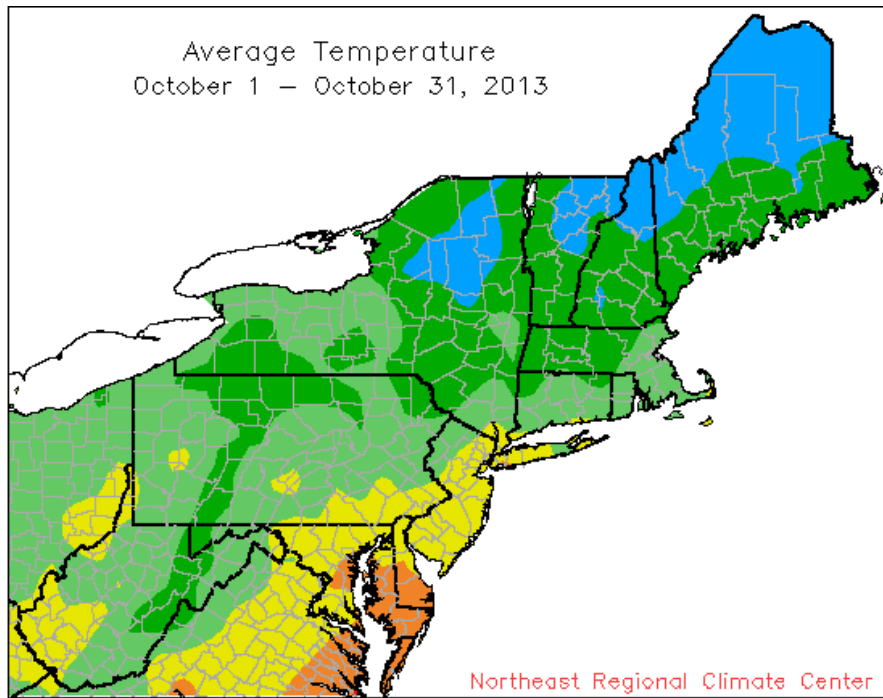 Average Temperature
October 1 – October 31, 2013
Northeast Regional Climate Center